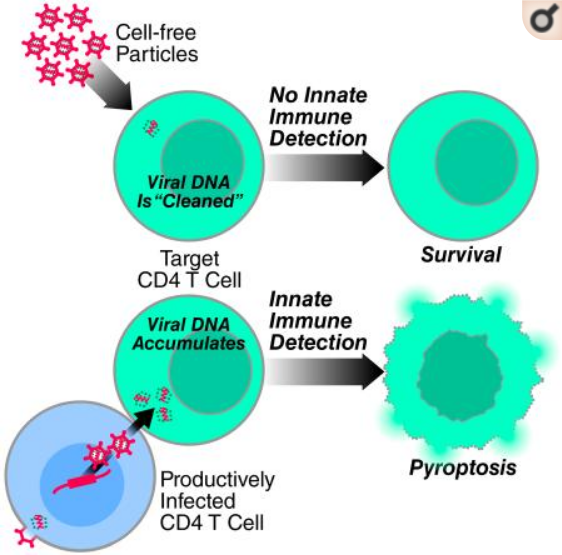 Cell-free
Particles
No Innate
Immune
Detection
Viral DNA
Is “Cleaned”
Survival
Target
CD4 T Cell
Innate
Immune
Detection
Viral DNA
Accumulates
Pyroptosis
Productively
Infected
CD4 T Cell